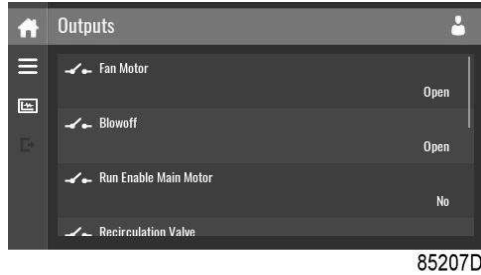 Outputs
Fan Motor
Open
Blowoff
Open
Run Enable Main Motor
No
Recirculation Valve
85207D